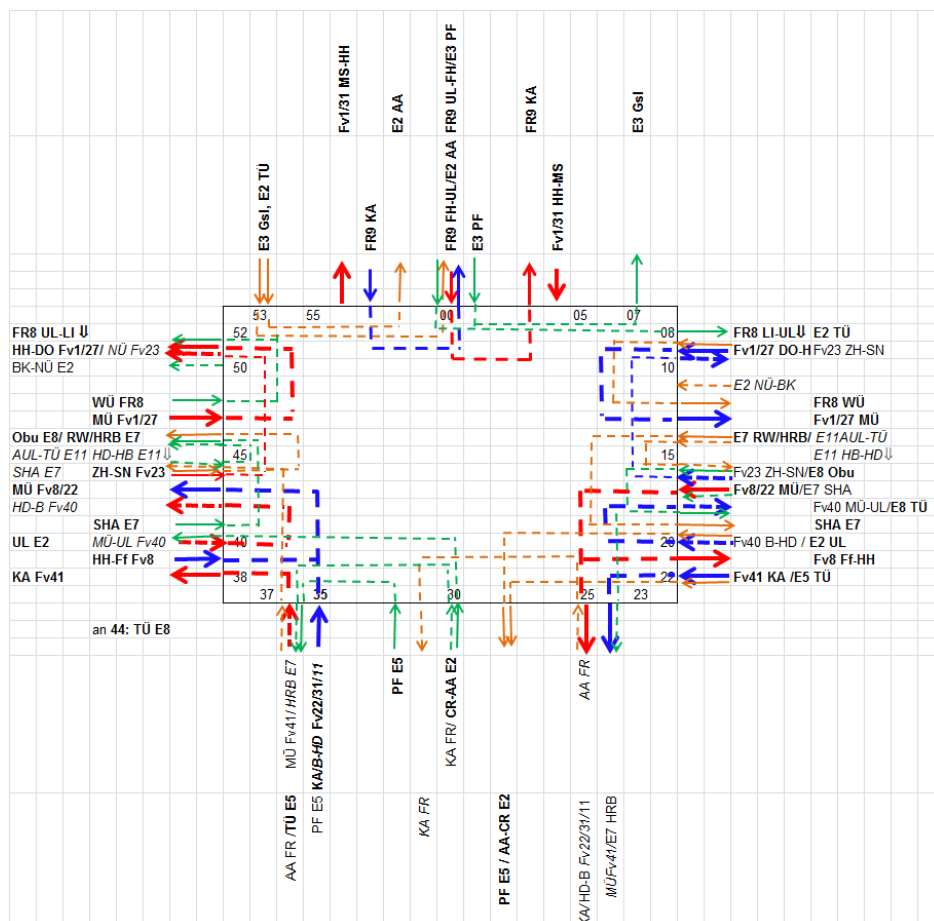 Fv1/31 MS-HH
E2 AA
FR9 UL-FH/E3 PF
FR9 KA
E3 Gsl
E3 Gsl, E2 TÜ
FR9 KA
FR9 FH-UL/E2 AA
E3 PF
Fv1/31 HH-MS
53 55 00 05 07
FR8 UL-LI ⇓ 52 08 FR8 LI-UL⇓ E2 TÜ
HH-DO Fv1/27/ NÜ Fv23 Fv1/27 DO-H Fv23 ZH-SN
BK-NÜ E2 50 10
E2 NÜ-BK
WÜ FR8 FR8 WÜ
MÜ Fv1/27 Fv1/27 MÜ
Obu E8/ RW/HRB E7 E7 RW/HRB/ E11AUL-TÜ
AUL-TÜ E11 HD-HB E11⇓ 45 15 E11 HB-HD⇓
SHA E7 ZH-SN Fv23 Fv23 ZH-SN/E8 Obu
MÜ Fv8/22 Fv8/22 MÜ/E7 SHA
HD-B Fv40 Fv40 MÜ-UL/E8 TÜ
SHA E7 SHA E7
UL E2 MÜ-UL Fv40 40 20 Fv40 B-HD / E2 UL
HH-Ff Fv8 Fv8 Ff-HH
KA Fv41 38 22 Fv41 KA /E5 TÜ
37 35 30 25 23
an 44: TÜ E8
MÜ Fv41/ HRB E7
KA/B-HD Fv22/31/11
PF E5
KA FR/ CR-AA E2
AA FR
AA FR /TÜ E5
PF E5
KA FR
PF E5 / AA-CR E2
KA/HD-B Fv22/31/11
MÜFv41/E7 HRB